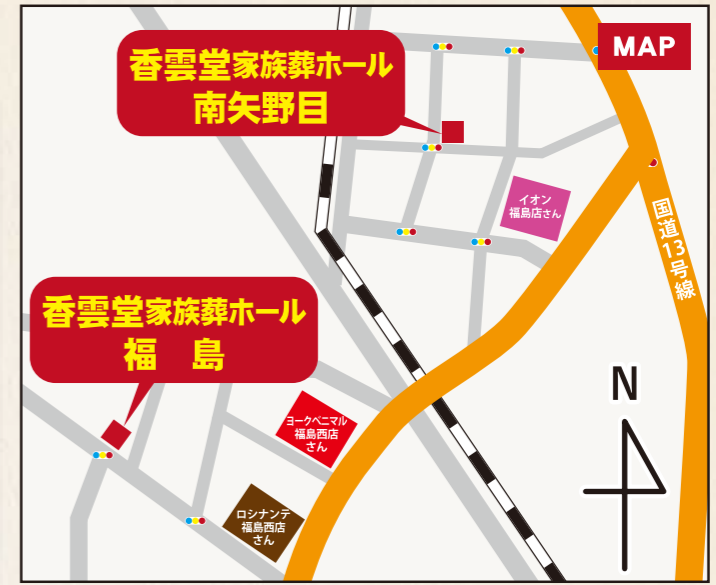 MAP
香雲堂家族葬ホール
南矢野目
イオン
福島店さん
国道13号線
香雲堂家族葬ホール
福 島
ヨークベニマル
福島西店
さん
ロシナンテ
福島西店
さん
N